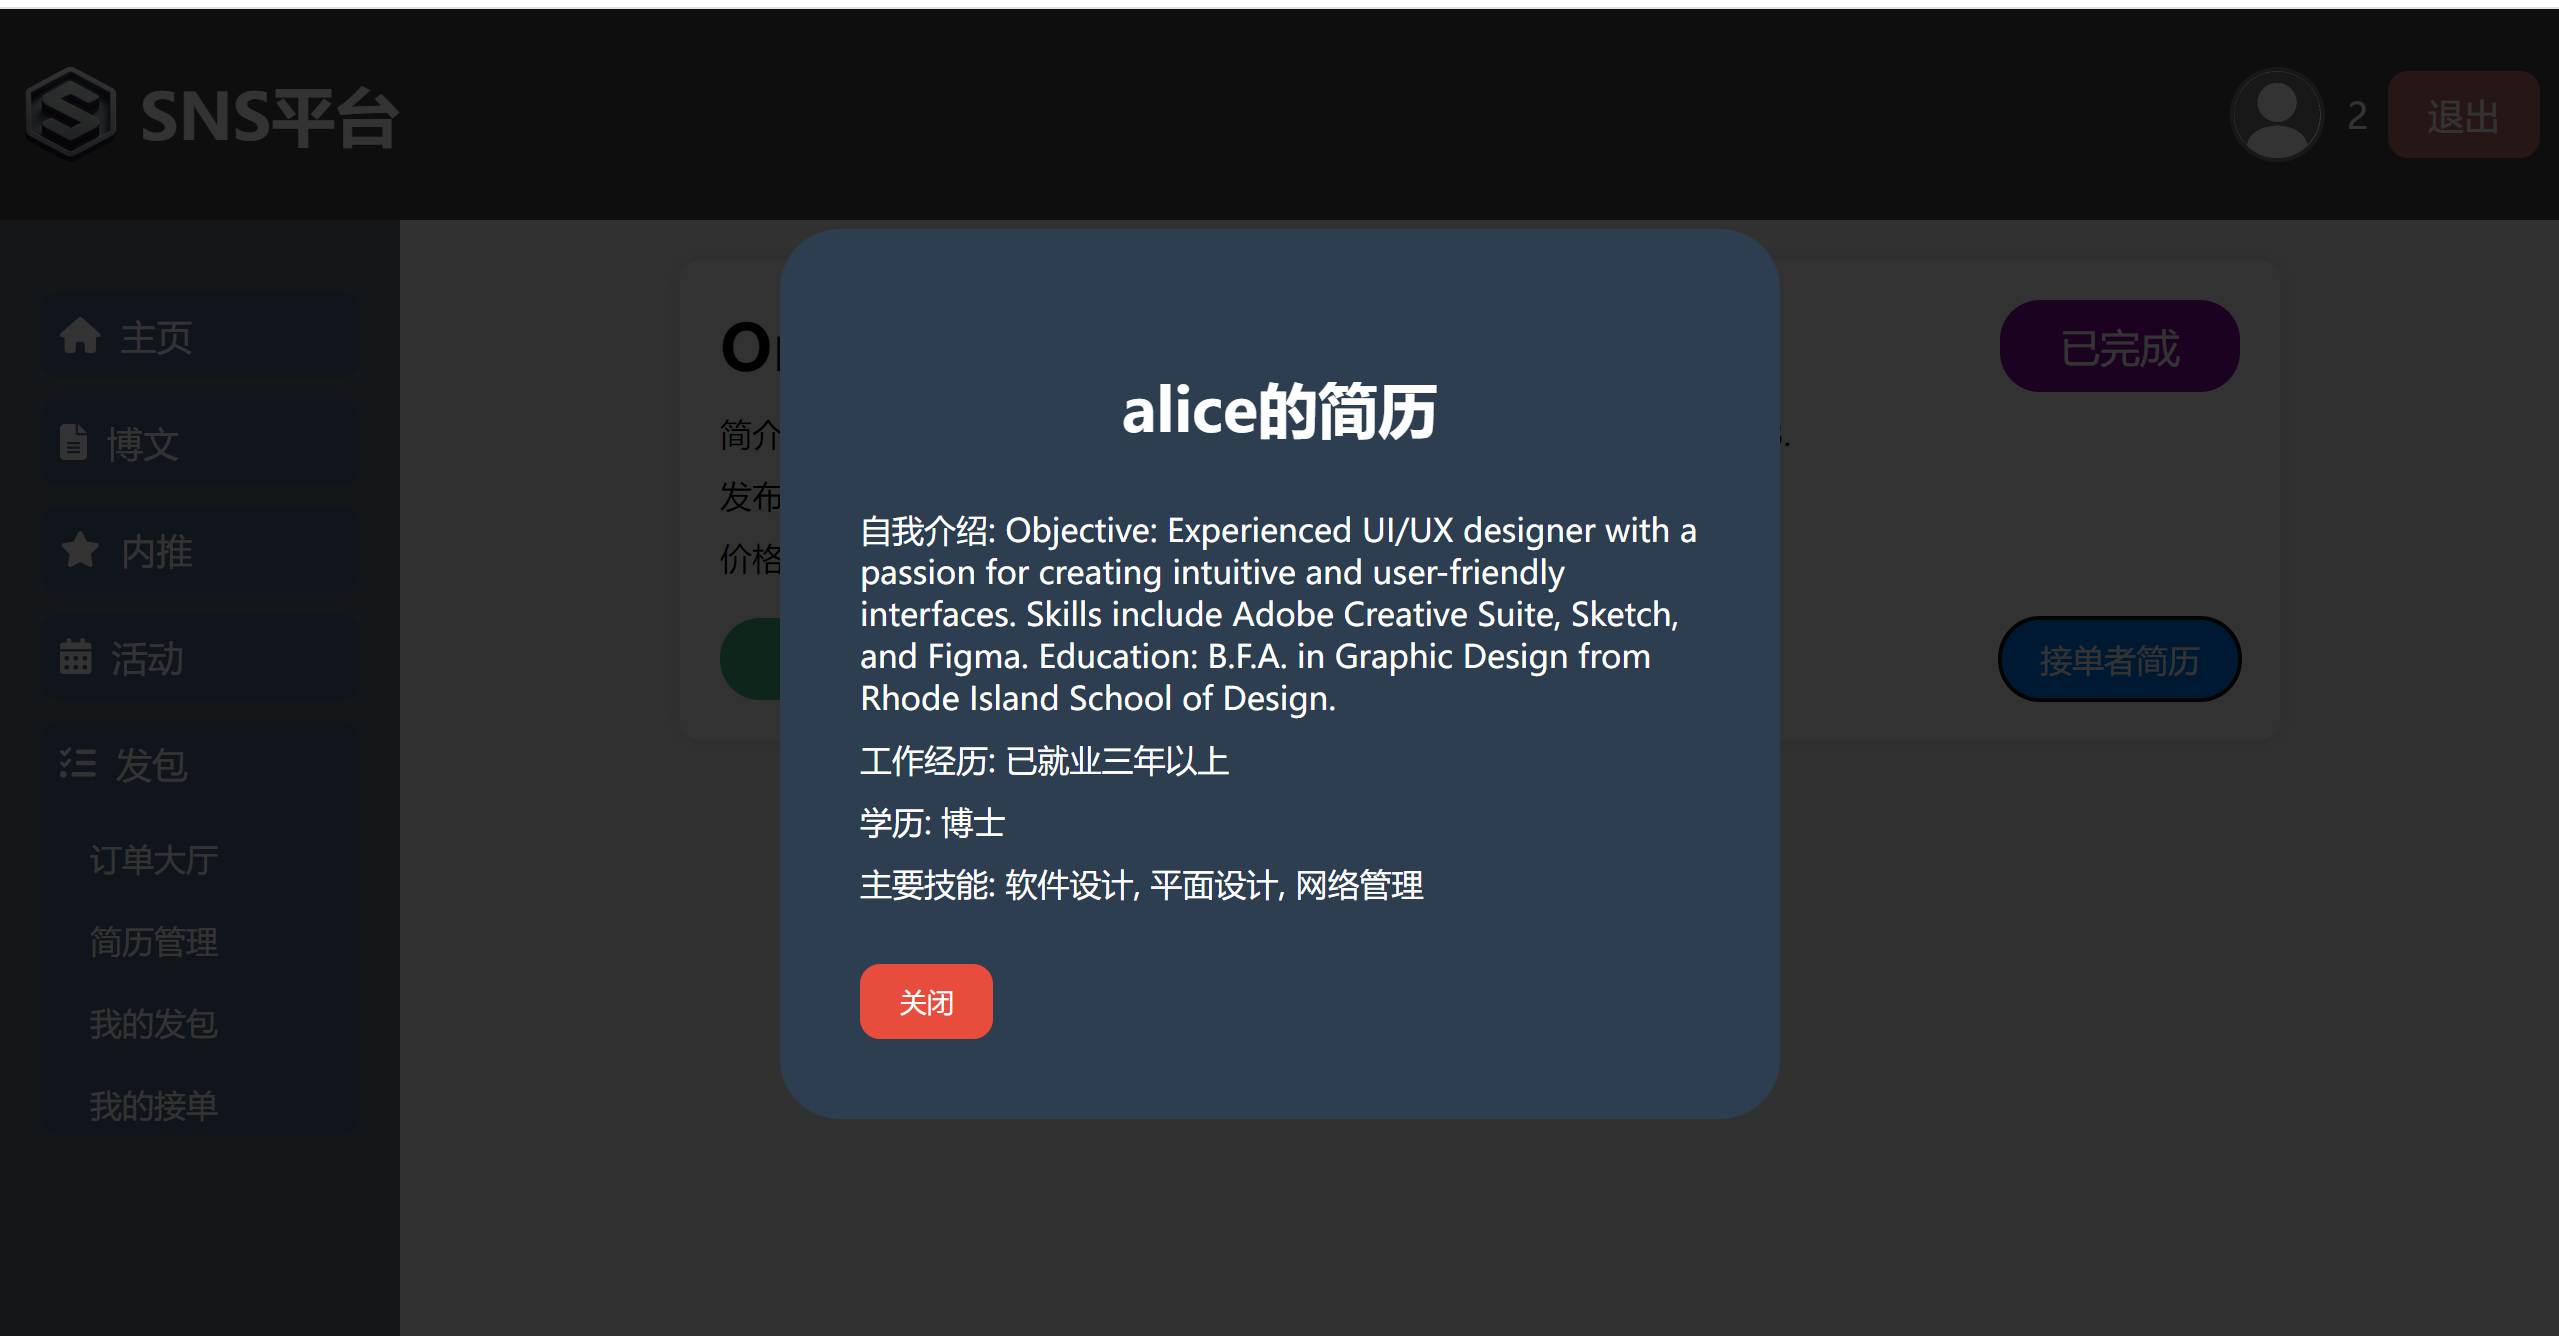 SNS平台
2
退出
主页
博文
内推
活动
发包
订单大厅
简历管理
我的发包
我的接单
已完成
简介
发布
价格
接单者简历
alice的简历
自我介绍: Objective: Experienced UI/UX designer with a
passion for creating intuitive and user-friendly
interfaces. Skills include Adobe Creative Suite, Sketch,
and Figma. Education: B.F.A. in Graphic Design from
Rhode Island School of Design.
工作经历: 已就业三年以上
学历: 博士
主要技能: 软件设计, 平面设计, 网络管理
关闭